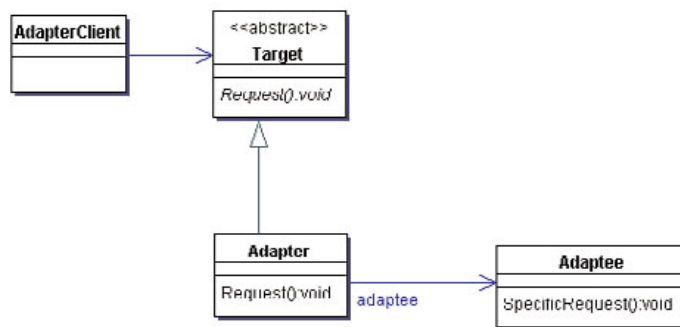 AdapterClient
<<abstract>>
Target
Request():void
Adapter
Request():void
adaptee
Adaptee
SpecificRequest():void